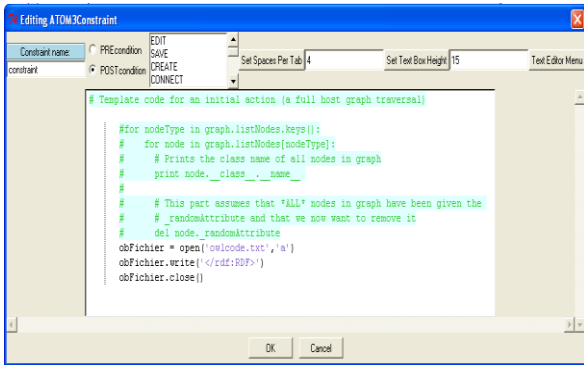 Editing ATOM3Constraint
Constraint name:
constraint
PREcondition
POSTcondition
EDIT
SAVE
CREATE
CONNECT
Set Spaces Per Tab 4
Set Text Box Height 15
Text Editor Menu
# Template code for an initial action (a full host graph traversal)
#for nodeType in graph.listNodes.keys():
#    for node in graph.listNodes[nodeType]:
#      # Prints the class name of all nodes in graph
#      print node.__class__.__name__
#
#      # This part assumes that *ALL* nodes in graph have been given the
#      # _randomAttribute and that we now want to remove it
#      del node._randomAttribute
obFichier = open('owlcode.txt','a')
obFichier.write('</rdf:RDF>')
obFichier.close()
OK
Cancel